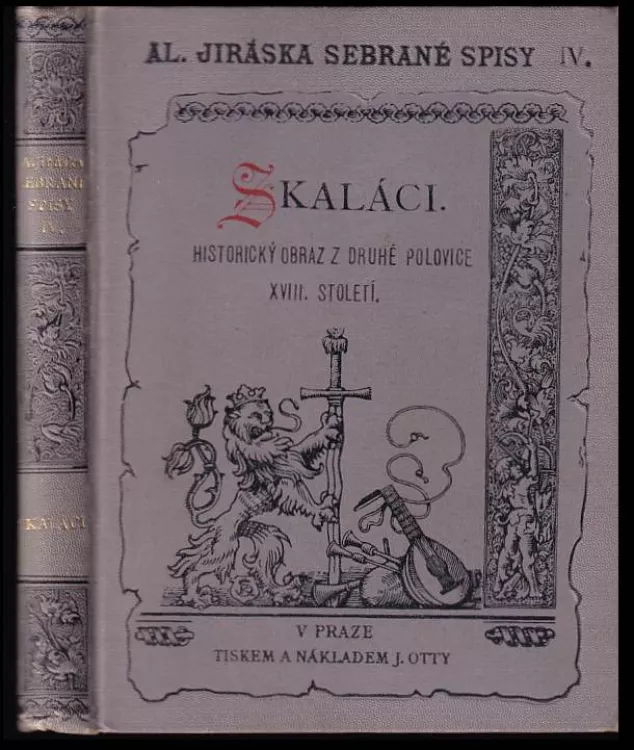 AL. JIRÁSKA SEBRANÉ SPISY IV.
SKALÁCI.
HISTORICKÝ OBRAZ Z DRUHÉ POLOVICE
XVIII. STOLETÍ.
V PRAZE
TISKEM A NÁKLADEM J. OTTY
SPISY
IV.
SKALÁCI